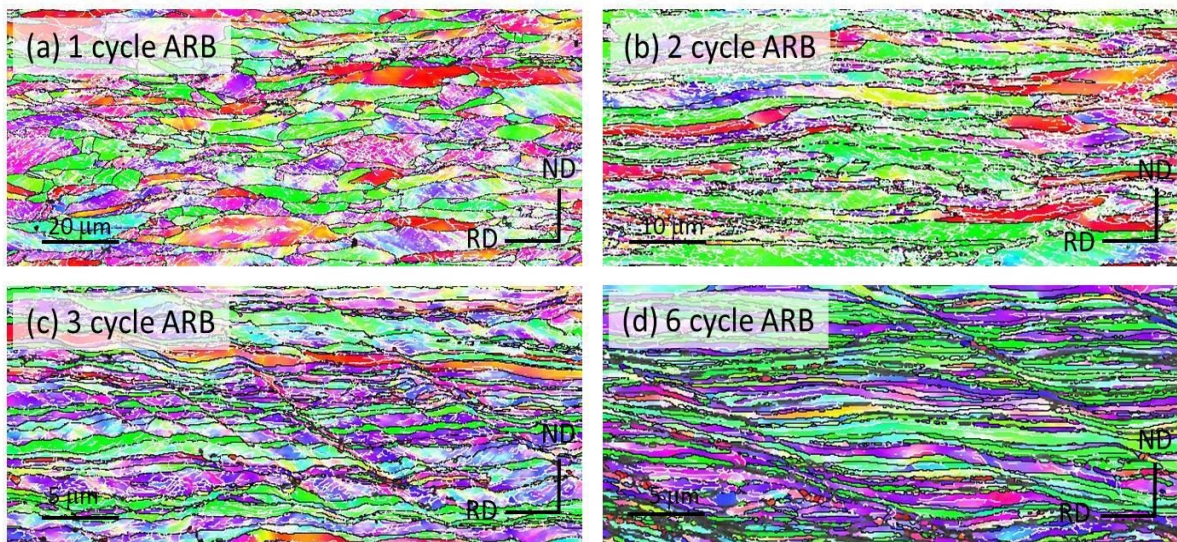 (a) 1 cycle ARB
20 μm
ND
RD
(b) 2 cycle ARB
10 μm
ND
RD
(c) 3 cycle ARB
5 μm
ND
RD
(d) 6 cycle ARB
5 μm
ND
RD